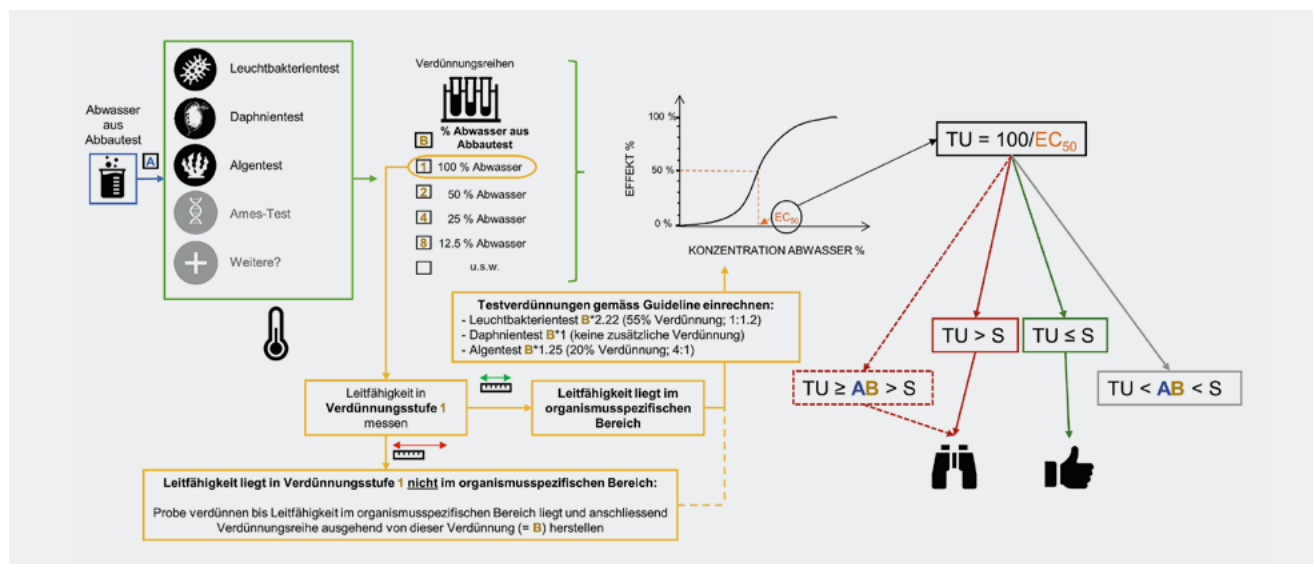 Abwasser
aus
Abbautest
A
Leuchtbakterientest
Daphnientest
Algentest
Ames-Test
Weitere?
Verdünnungsreihen
B
% Abwasser aus
Abbautest
1 100 % Abwasser
2 50 % Abwasser
4 25 % Abwasser
8 12.5 % Abwasser
u.s.w.
EFFEKT %
100 %
50 %
0 %
EC50
KONZENTRATION ABWASSER %
TU = 100/EC50
TU ≥ AB > S
TU > S
TU ≤ S
TU < AB < S
Testverdünnungen gemäss Guideline einrechnen:
- Leuchtbakterientest B*2.22 (55% Verdünnung; 1:1.2)
- Daphnientest B*1 (keine zusätzliche Verdünnung)
- Algentest B*1.25 (20% Verdünnung; 4:1)
Leitfähigkeit in
Verdünnungsstufe 1
messen
Leitfähigkeit liegt im
organismusspezifischen
Bereich
Leitfähigkeit liegt in Verdünnungsstufe 1 nicht im organismusspezifischen Bereich:
Probe verdünnen bis Leitfähigkeit im organismusspezifischen Bereich liegt und anschliessend
Verdünnungsreihe ausgehend von dieser Verdünnung (= B) herstellen